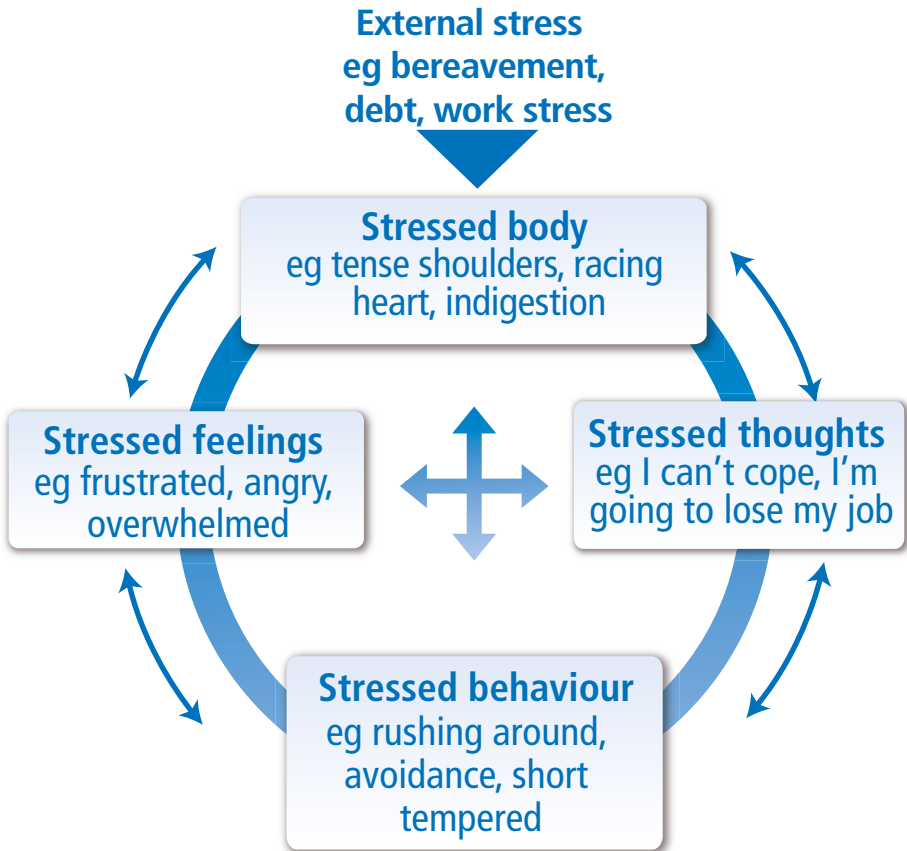 External stress
eg bereavement,
debt, work stress
Stressed body
eg tense shoulders, racing
heart, indigestion
Stressed feelings
eg frustrated, angry,
overwhelmed
Stressed thoughts
eg I can’t cope, I’m
going to lose my job
Stressed behaviour
eg rushing around,
avoidance, short
tempered